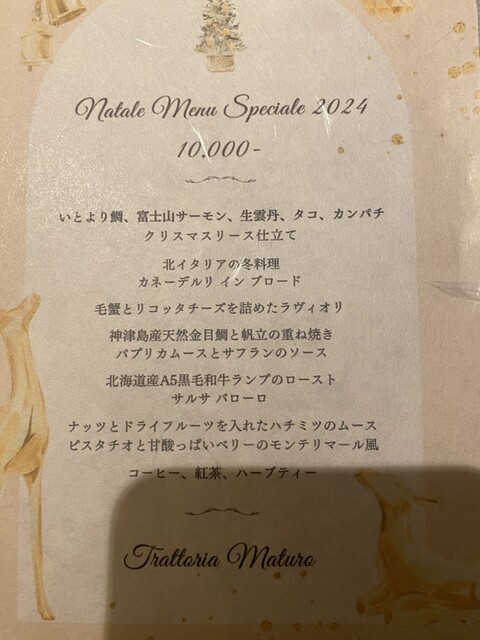 Natale Menu Speciale 2024
10,000-
いとより鯛、富士山サーモン、生雲丹、タコ、カンパチ
クリスマスリース仕立て
北イタリアの冬料理
カネーデルリ イン ブロード
毛蟹とリコッタチーズを詰めたラヴィオリ
神津島産天然金目鯛と帆立の重ね焼き
パプリカムースとサフランのソース
北海道産A5黒毛和牛ランプのロースト
サルサ バローロ
ナッツとドライフルーツを入れたハチミツのムース
ピスタチオと甘酸っぱいベリーのモンテリマール風
コーヒー、紅茶、ハーブティー
Trattoria Maturo